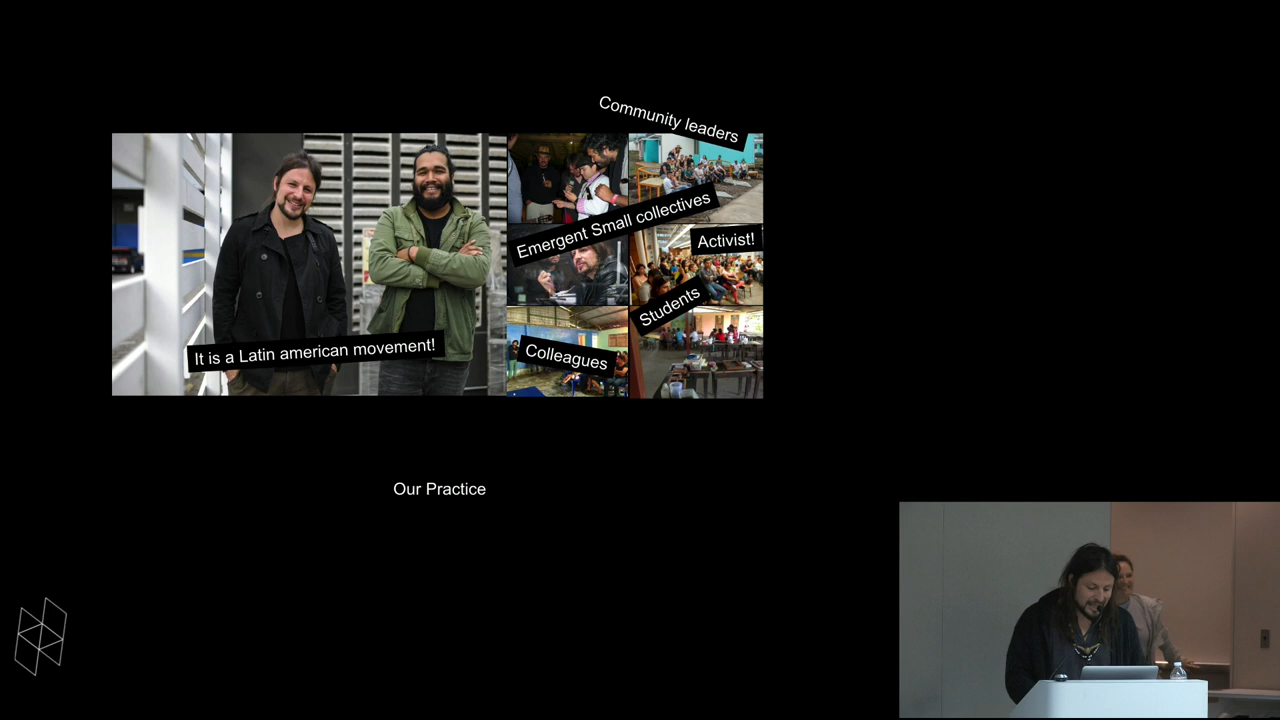 Community leaders
Emergent Small collectives
Activist!
Students
It is a Latin american movement!
Colleagues
Our Practice